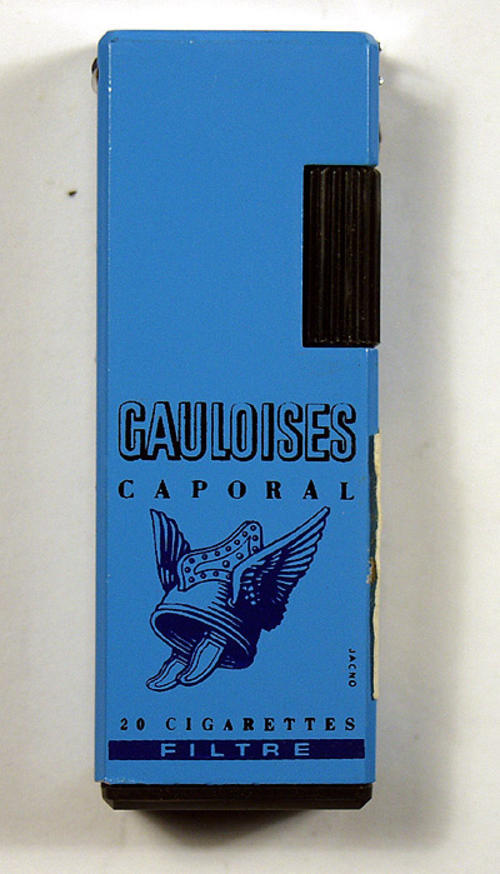 GAULOISES
CAPORAL
JACNO
20 CIGARETTES
FILTRE